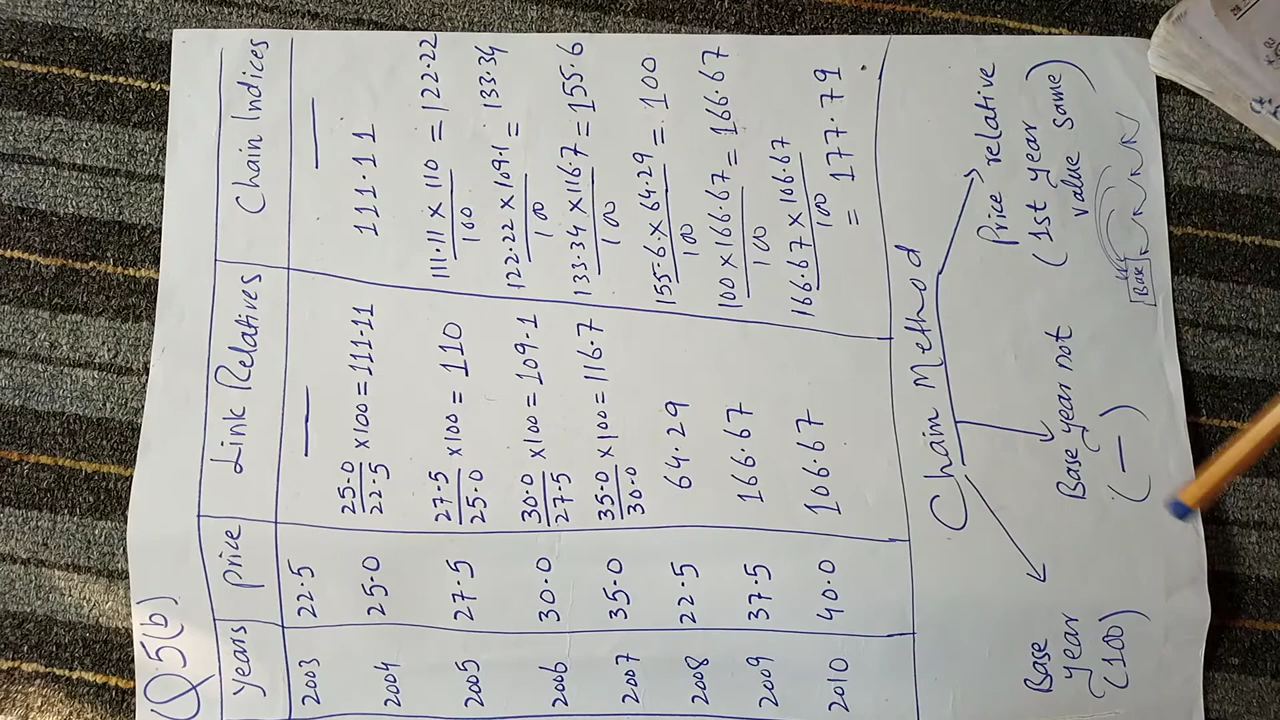 Q5(b)
years price Link Relatives Chain Indices
2003 22.5 — —
2004 25.0 25.0/22.5 × 100 = 111.11 111.11
2005 27.5 27.5/25.0 × 100 = 110 111.11 × 110/100 = 122.22
2006 30.0 30.0/27.5 × 100 = 109.1 122.22 × 109.1/100 = 133.34
2007 35.0 35.0/30.0 × 100 = 116.7 133.34 × 116.7/100 = 155.6
2008 22.5 64.29 155.6 × 64.29/100 = 100
2009 37.5 166.67 100 × 166.67/100 = 166.67
2010 40.0 106.67 166.67 × 106.67/100
= 177.79
Chain Method
Base
year
(100)
Base year not
(—)
Price relative
(1st year
value same)
Base